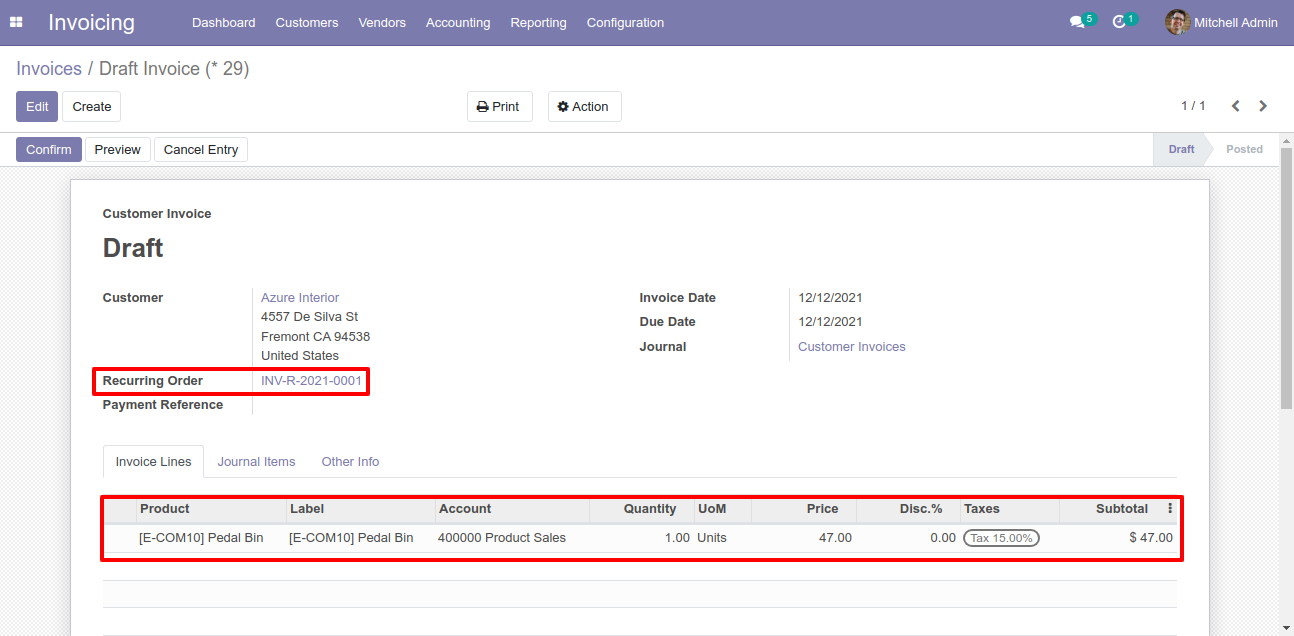 Invoicing Dashboard Customers Vendors Accounting Reporting Configuration 5 1 Mitchell Admin
Invoices / Draft Invoice (* 29)
Edit Create Print Action 1 / 1
Confirm Preview Cancel Entry Draft Posted
Customer Invoice
Draft
Customer Azure Interior Invoice Date 12/12/2021
4557 De Silva St
Due Date 12/12/2021
Fremont CA 94538
Journal Customer Invoices
United States
Recurring Order INV-R-2021-0001
Payment Reference
Invoice Lines Journal Items Other Info
Product Label Account Quantity UoM Price Disc.% Taxes Subtotal
[E-COM10] Pedal Bin [E-COM10] Pedal Bin 400000 Product Sales 1.00 Units 47.00 0.00 Tax 15.00% $ 47.00